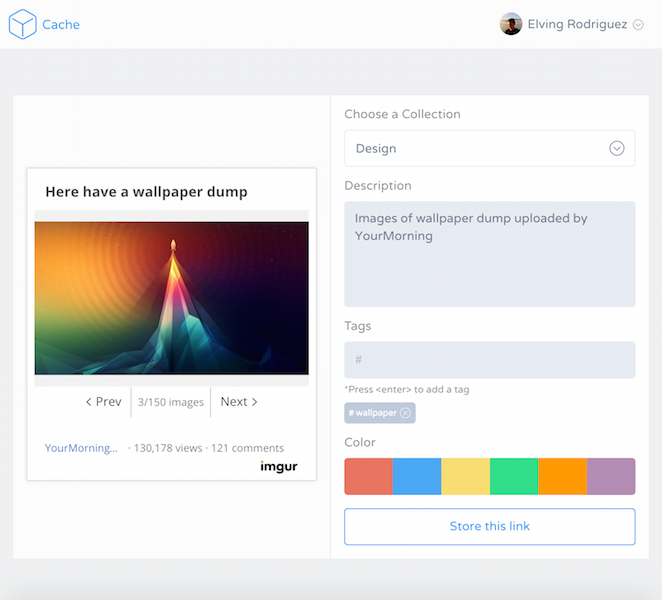 Cache
Elving Rodriguez
Here have a wallpaper dump
< Prev
3/150 images
Next >
YourMorning... · 130,178 views · 121 comments
imgur
Choose a Collection
Design
Description
Images of wallpaper dump uploaded by
YourMorning
Tags
#
*Press <enter> to add a tag
# wallpaper
Color
Store this link